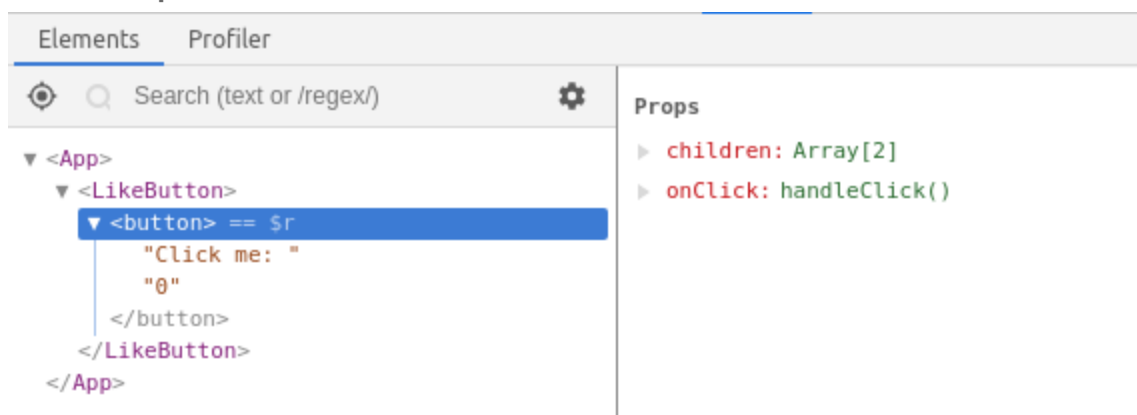 Elements Profiler
Search (text or /regex/)
▼ <App>
▼ <LikeButton>
▼ <button> == $r
"Click me: "
"0"
</button>
</LikeButton>
</App>
Props
children: Array[2]
onClick: handleClick()